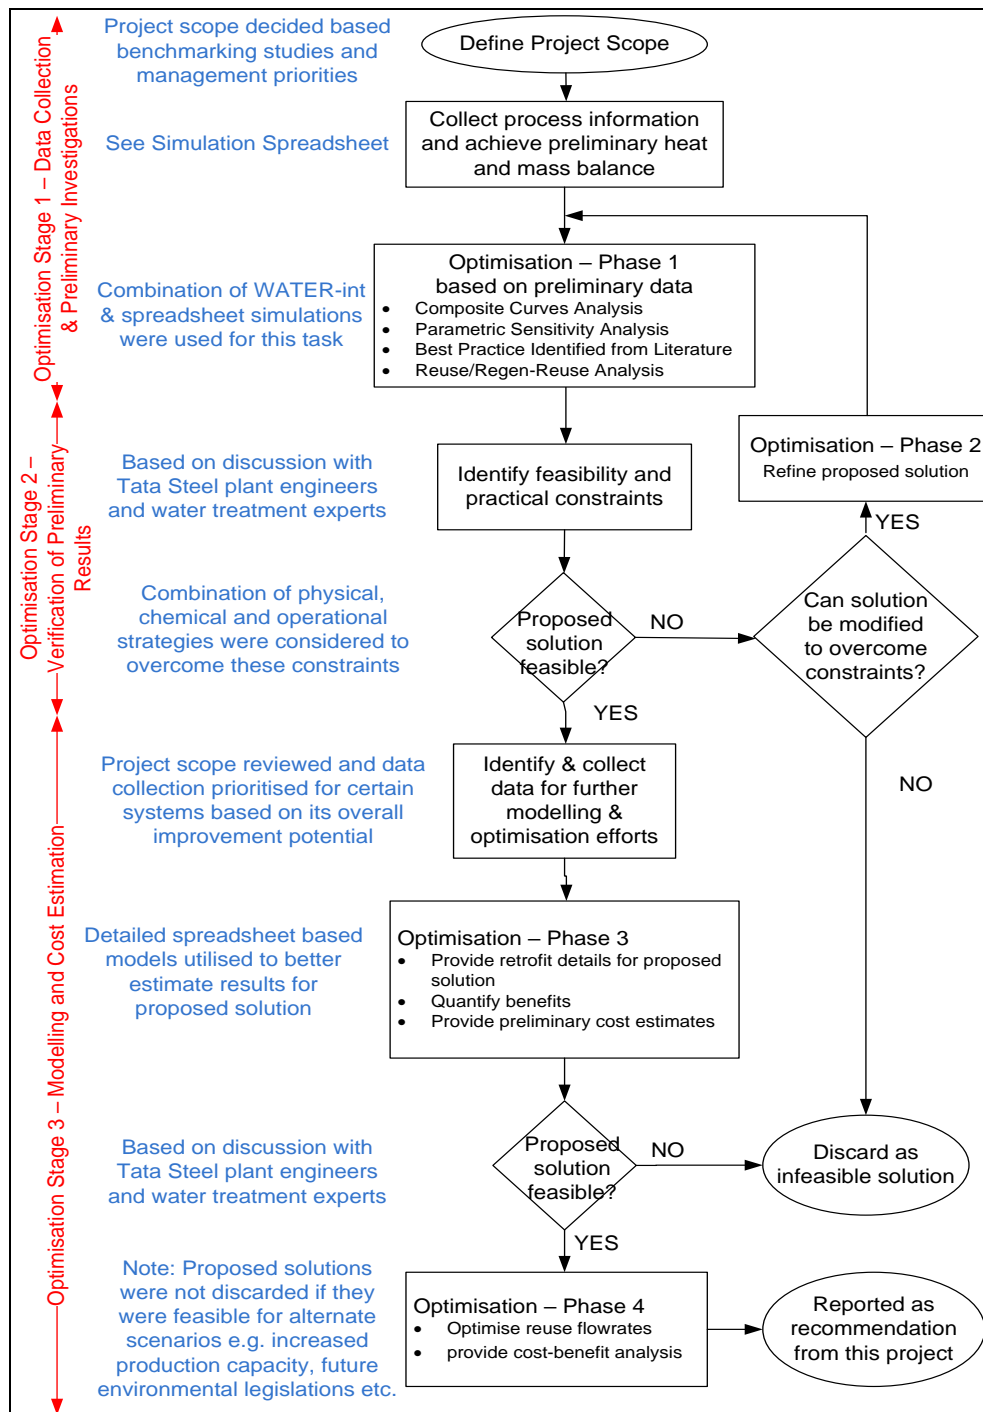 Project scope decided based
benchmarking studies and
management priorities
Define Project Scope
See Simulation Spreadsheet
Collect process information
and achieve preliminary heat
and mass balance
Optimisation Stage 1 – Data Collection
& Preliminary Investigations
Combination of WATER-int
& spreadsheet simulations
were used for this task
Optimisation – Phase 1
based on preliminary data
• Composite Curves Analysis
• Parametric Sensitivity Analysis
• Best Practice Identified from Literature
• Reuse/Regen-Reuse Analysis
Optimisation – Phase 2
Refine proposed solution
Optimisation Stage 2 –
Verification of Preliminary
Results
Based on discussion with
Tata Steel plant engineers
and water treatment experts
Identify feasibility and
practical constraints
YES
Combination of physical,
chemical and operational
strategies were considered to
overcome these constraints
Proposed
solution
feasible?
NO
Can solution
be modified
to overcome
constraints?
YES
NO
Optimisation Stage 3 – Modelling and Cost Estimation
Project scope reviewed and data
collection prioritised for certain
systems based on its overall
improvement potential
Identify & collect
data for further
modelling &
optimisation efforts
Detailed spreadsheet based
models utilised to better
estimate results for
proposed solution
Optimisation – Phase 3
• Provide retrofit details for proposed
solution
• Quantify benefits
• Provide preliminary cost estimates
Based on discussion with
Tata Steel plant engineers
and water treatment experts
Proposed
solution
feasible?
NO
Discard as
infeasible solution
YES
Note: Proposed solutions
were not discarded if they
were feasible for alternate
scenarios e.g. increased
production capacity, future
environmental legislations etc.
Optimisation – Phase 4
• Optimise reuse flowrates
• provide cost-benefit analysis
Reported as
recommendation
from this project